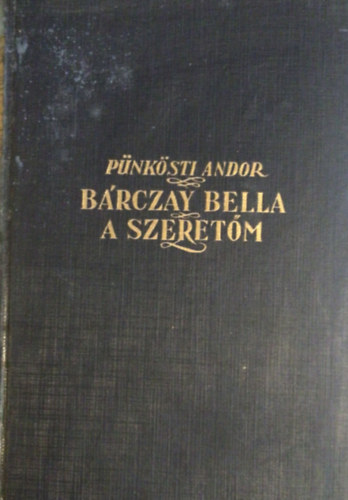 PÜNKÖSTI ANDOR
BÁRCZAY BELLA
A SZERETŐM